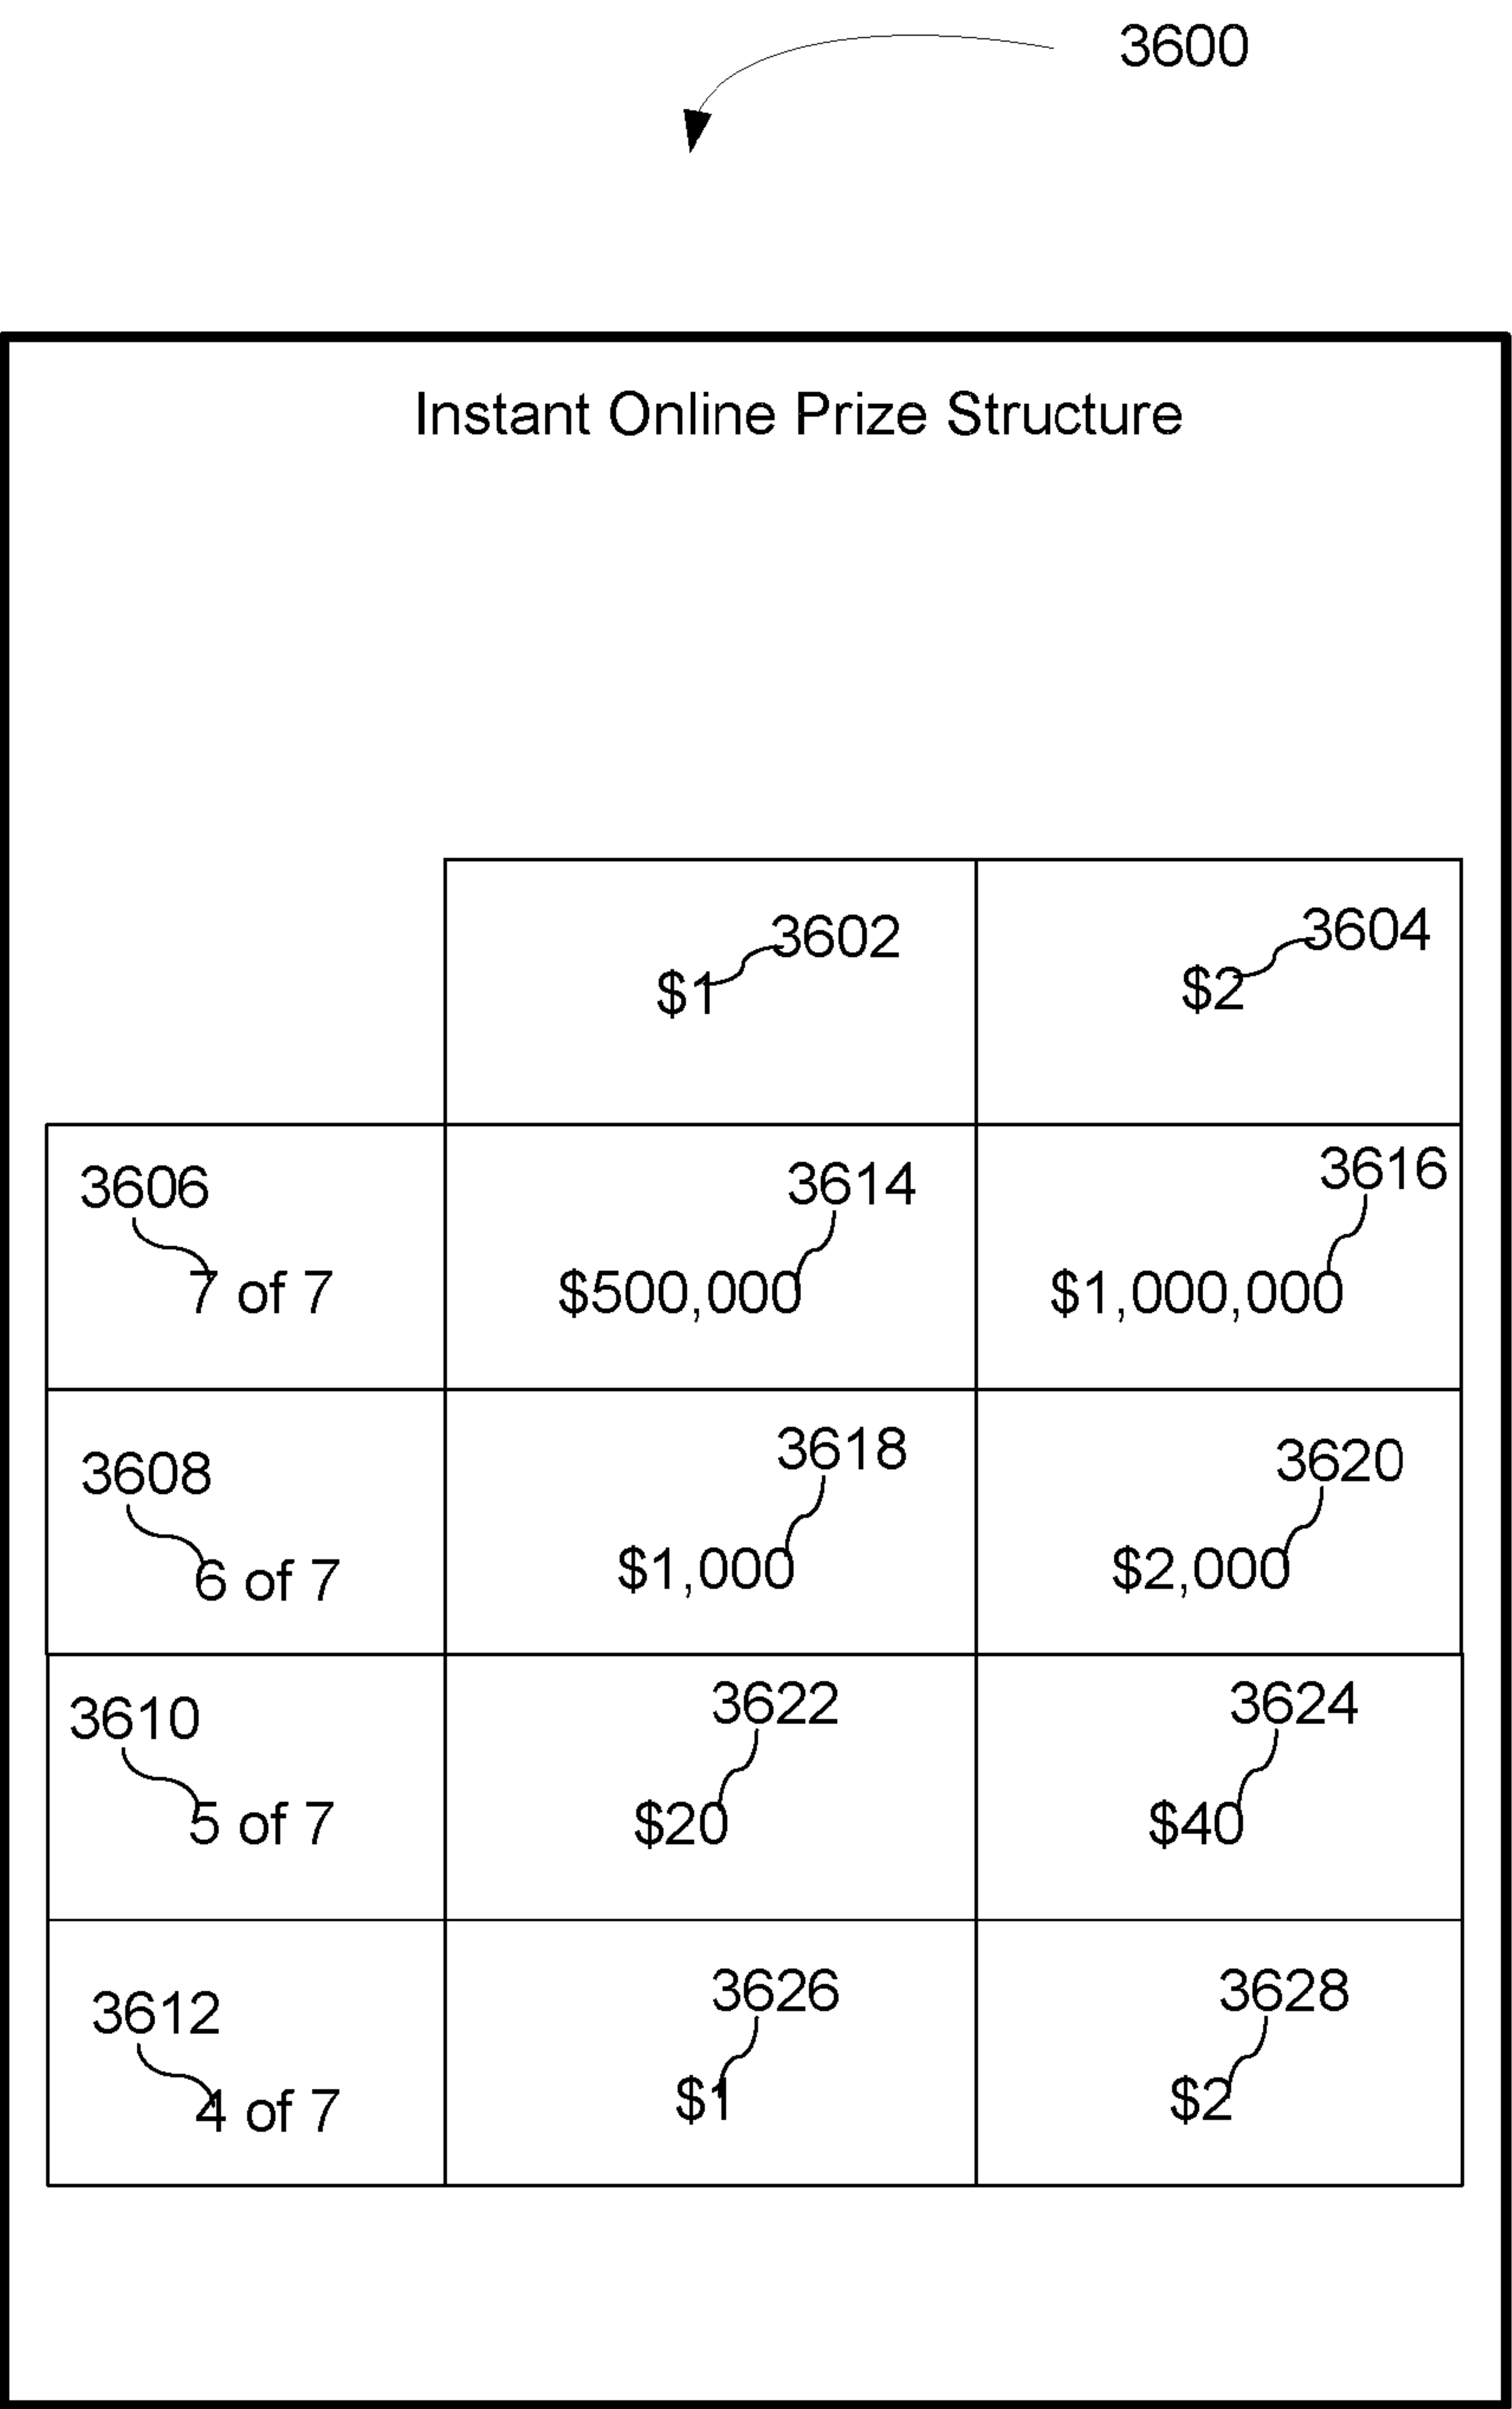 3600
Instant Online Prize Structure
3602 3604
$1 $2
3606 3614 3616
7 of 7 $500,000 $1,000,000
3608 3618 3620
6 of 7 $1,000 $2,000
3610 3622 3624
5 of 7 $20 $40
3612 3626 3628
4 of 7 $1 $2